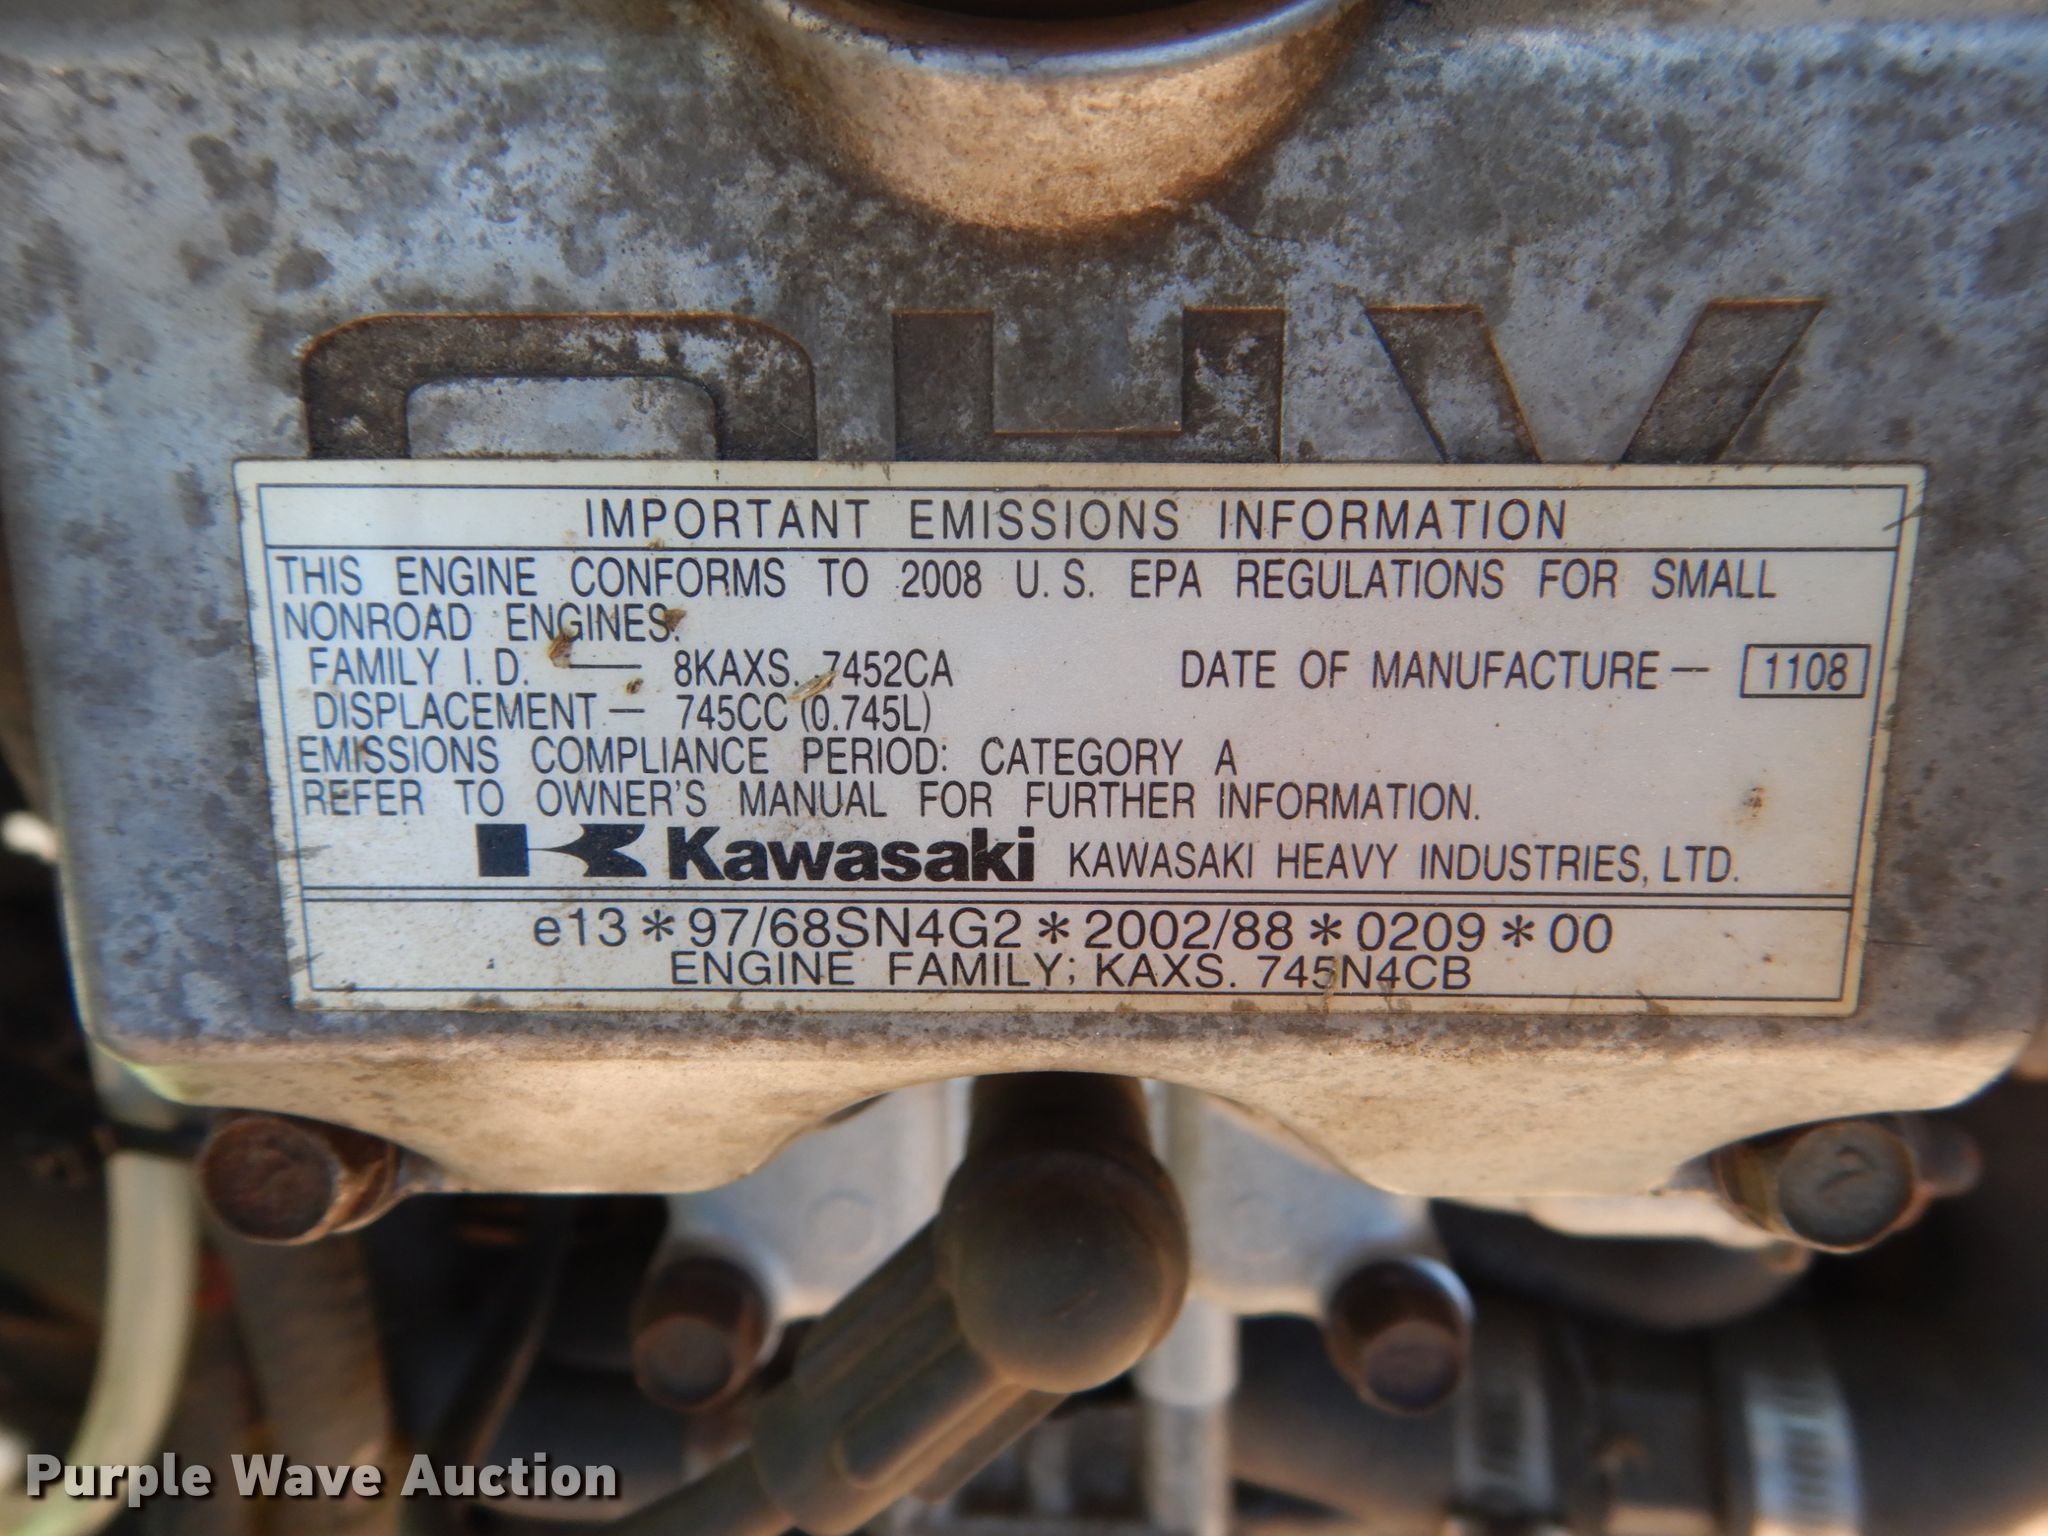 OHV
IMPORTANT EMISSIONS INFORMATION
THIS ENGINE CONFORMS TO 2008 U.S. EPA REGULATIONS FOR SMALL
NONROAD ENGINES.
FAMILY I.D. — 8KAXS. 7452CA DATE OF MANUFACTURE — 1108
DISPLACEMENT — 745CC (0.745L)
EMISSIONS COMPLIANCE PERIOD: CATEGORY A
REFER TO OWNER'S MANUAL FOR FURTHER INFORMATION.
Kawasaki KAWASAKI HEAVY INDUSTRIES, LTD.
e13*97/68SN4G2*2002/88*0209*00
ENGINE FAMILY; KAXS. 745N4CB
7
Purple Wave Auction